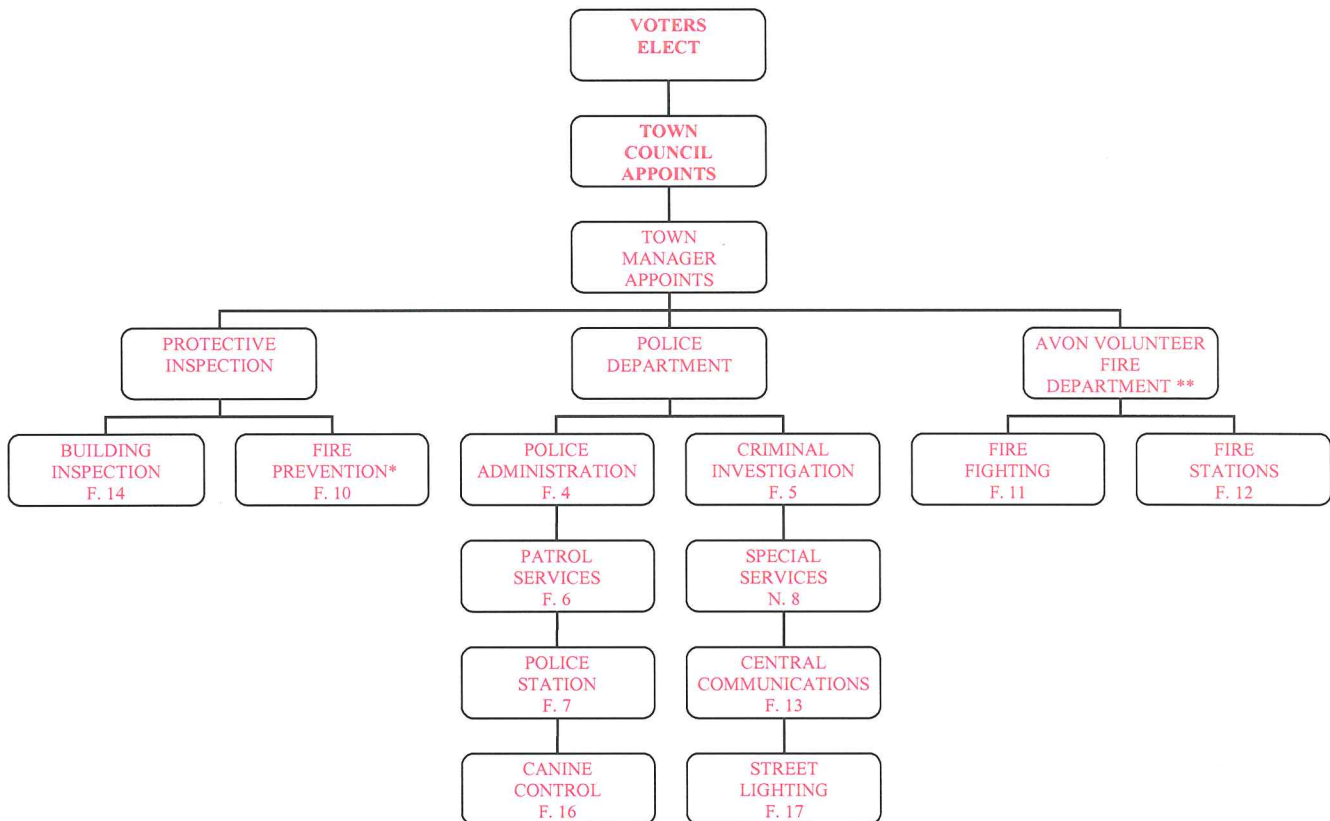 VOTERS
ELECT
TOWN
COUNCIL
APPOINTS
TOWN
MANAGER
APPOINTS
PROTECTIVE
INSPECTION
POLICE
DEPARTMENT
AVON VOLUNTEER
FIRE
DEPARTMENT **
BUILDING
INSPECTION
F. 14
FIRE
PREVENTION*
F. 10
POLICE
ADMINISTRATION
F. 4
CRIMINAL
INVESTIGATION
F. 5
FIRE
FIGHTING
F. 11
FIRE
STATIONS
F. 12
PATROL
SERVICES
F. 6
SPECIAL
SERVICES
N. 8
POLICE
STATION
F. 7
CENTRAL
COMMUNICATIONS
F. 13
CANINE
CONTROL
F. 16
STREET
LIGHTING
F. 17